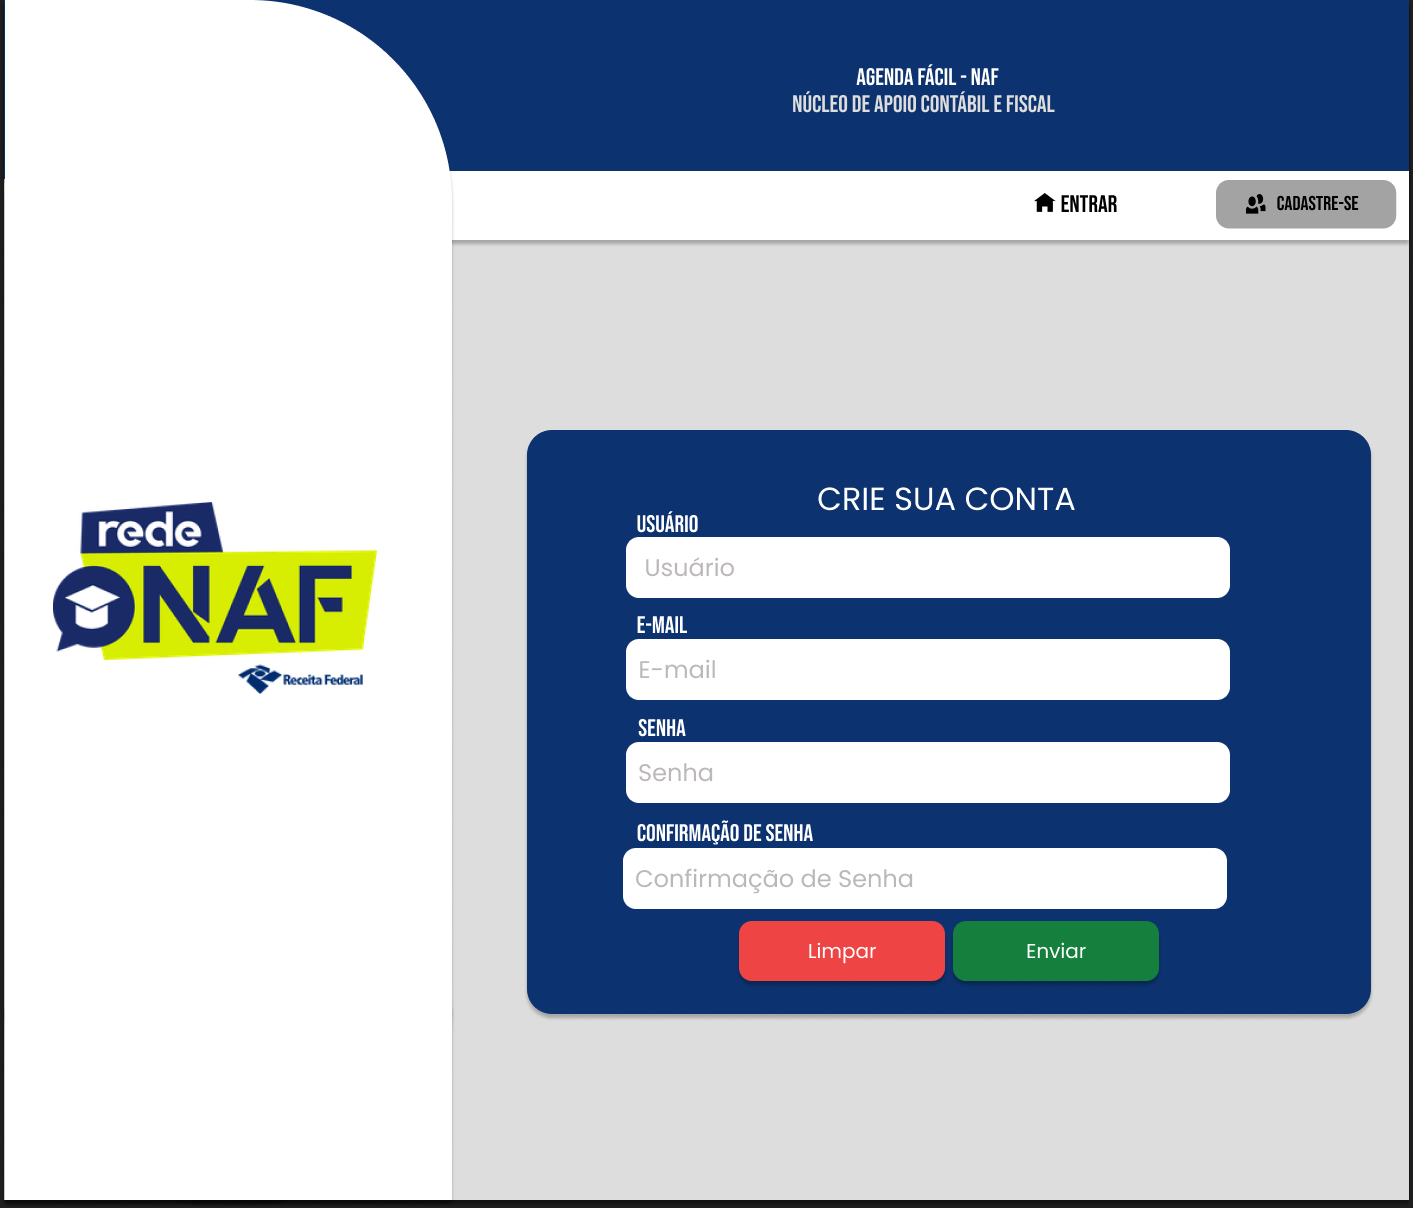 AGENDA FÁCIL - NAF
NÚCLEO DE APOIO CONTÁBIL E FISCAL
ENTRAR
CADASTRE-SE
rede
NAF
Receita Federal
CRIE SUA CONTA
USUÁRIO
Usuário
E-MAIL
E-mail
SENHA
Senha
CONFIRMAÇÃO DE SENHA
Confirmação de Senha
Limpar
Enviar